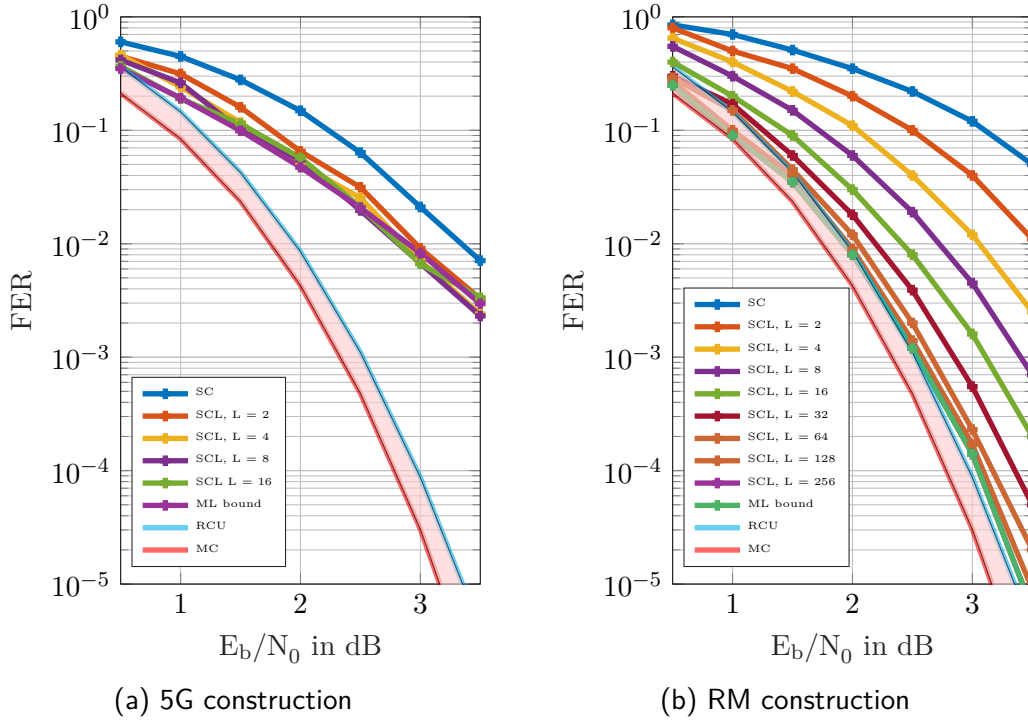 10^0
10^{-1}
10^{-2}
10^{-3}
10^{-4}
10^{-5}
FER
1
2
3
E_b/N_0 in dB
SC
SCL, L = 2
SCL, L = 4
SCL, L = 8
SCL L = 16
ML bound
RCU
MC
(a) 5G construction
10^0
10^{-1}
10^{-2}
10^{-3}
10^{-4}
10^{-5}
FER
1
2
3
E_b/N_0 in dB
SC
SCL, L = 2
SCL, L = 4
SCL, L = 8
SCL, L = 16
SCL, L = 32
SCL, L = 64
SCL, L = 128
SCL, L = 256
ML bound
RCU
MC
(b) RM construction